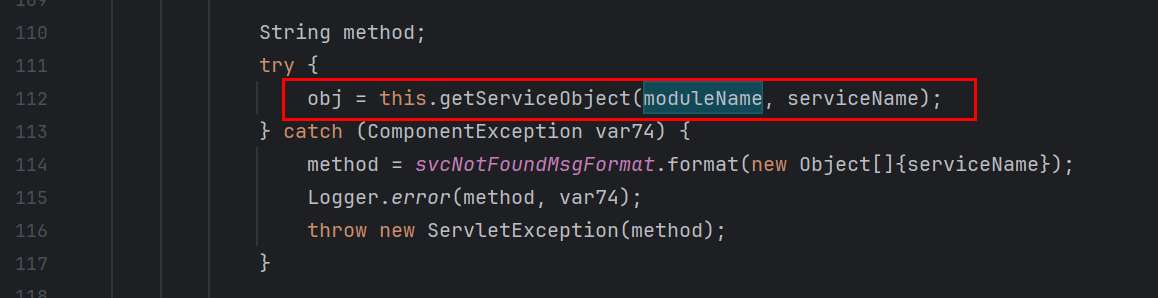 109
110 String method;
111 try {
112 obj = this.getServiceObject(moduleName, serviceName);
113 } catch (ComponentException var74) {
114 method = svcNotFoundMsgFormat.format(new Object[]{serviceName});
115 Logger.error(method, var74);
116 throw new ServletException(method);
117 }
118